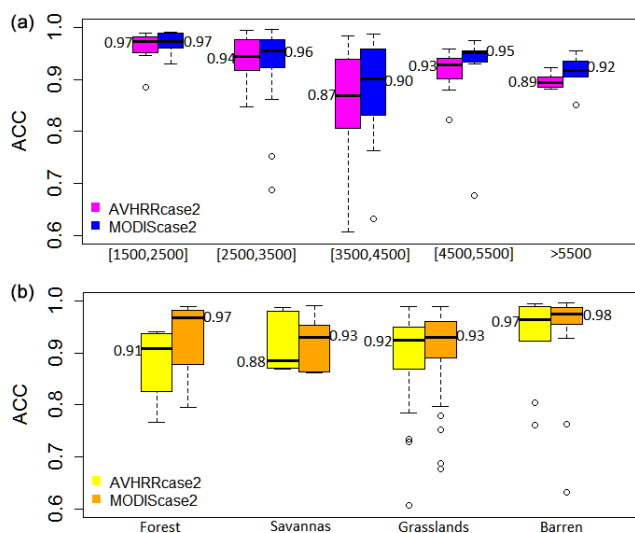 (a)
1.0
0.9
0.8
0.7
0.6
ACC
0.97
0.97
0.94
0.96
0.87
0.90
0.93
0.95
0.89
0.92
AVHRRcase2
MODIScase2
[1500,2500] [2500,3500] [3500,4500] [4500,5500] >5500
(b)
1.0
0.9
0.8
0.7
0.6
ACC
0.91
0.97
0.88
0.93
0.92
0.93
0.97
0.98
AVHRRcase2
MODIScase2
Forest Savannas Grasslands Barren